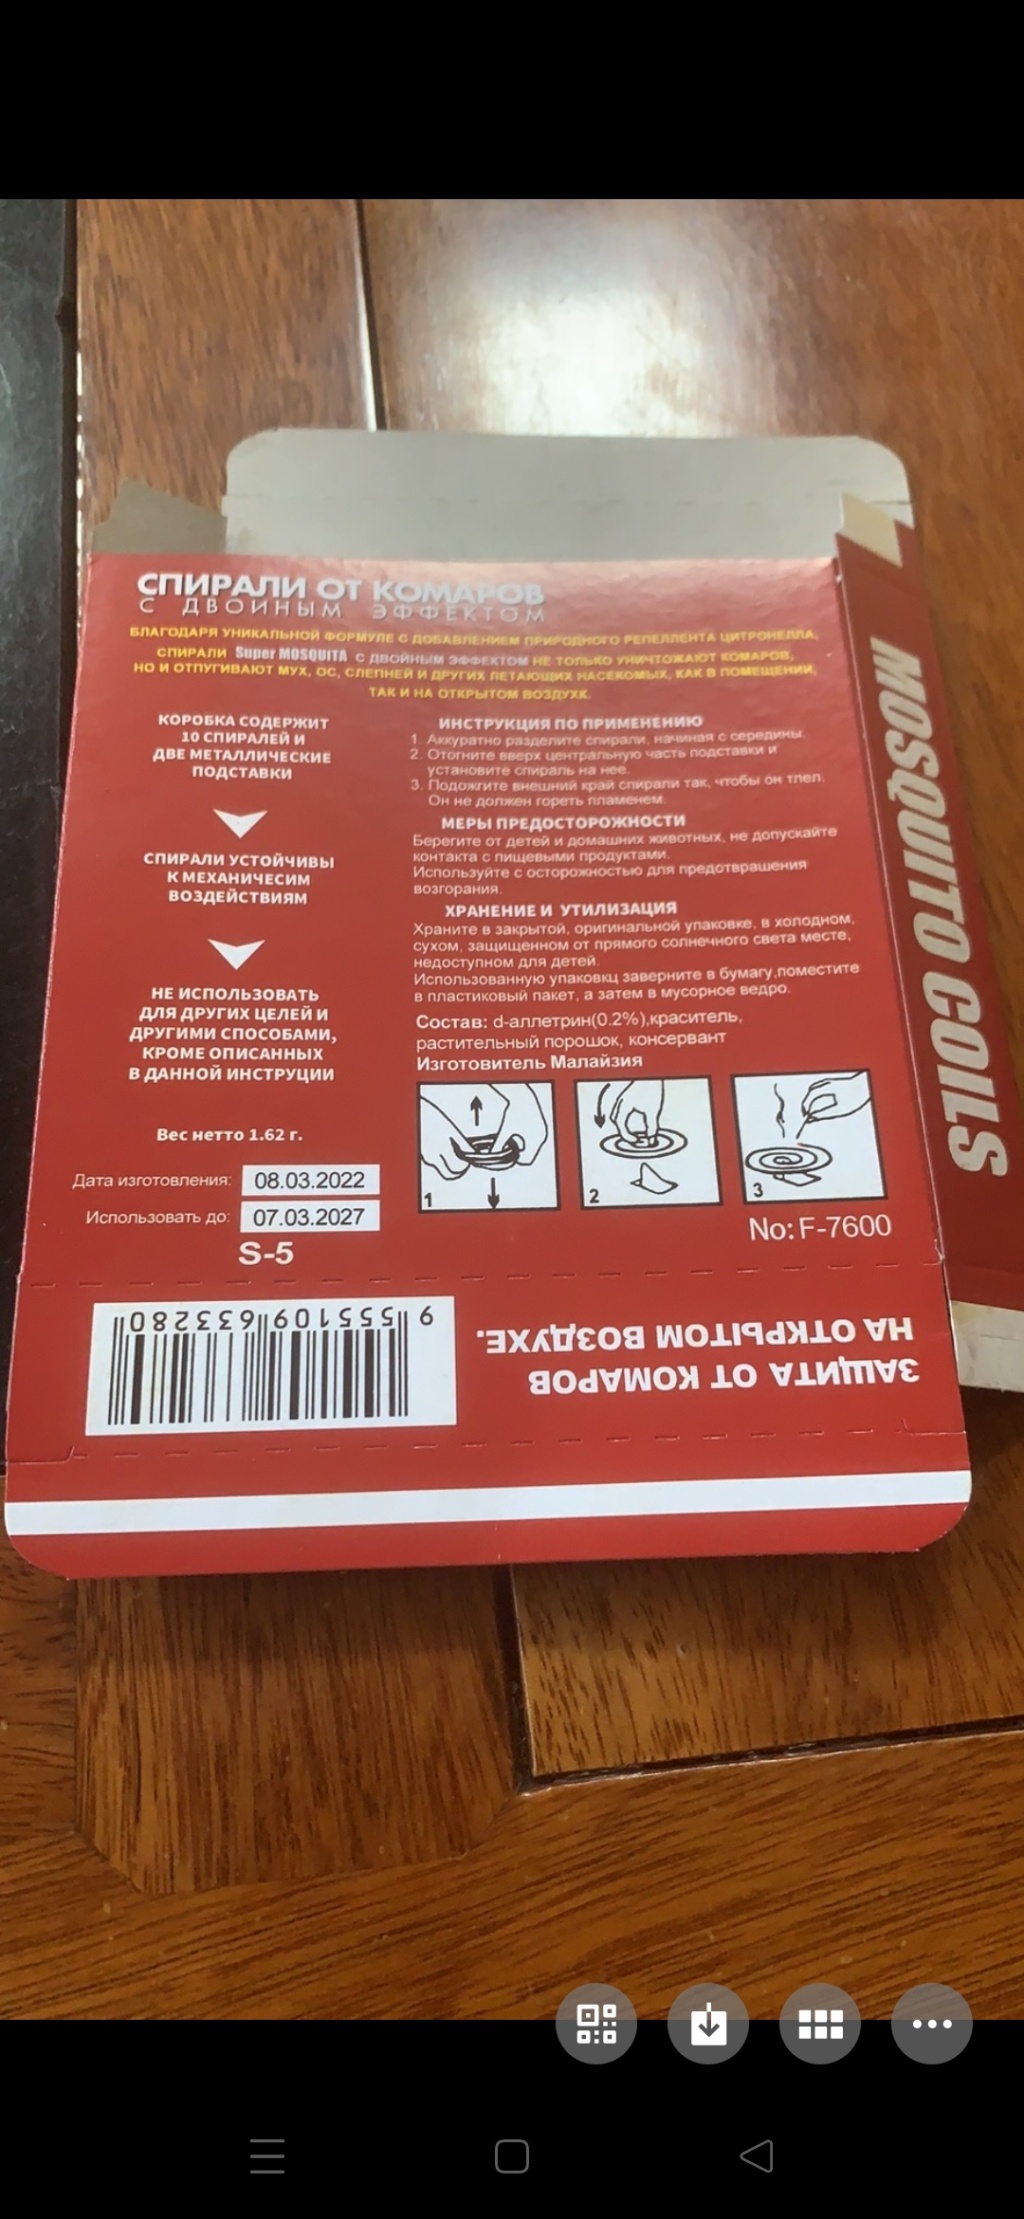 СПИРАЛИ ОТ КОМАРОВ
С ДВОЙНЫМ ЭФФЕКТОМ
БЛАГОДАРЯ УНИКАЛЬНОЙ ФОРМУЛЕ С ДОБАВЛЕНИЕМ ПРИРОДНОГО РЕПЕЛЛЕНТА ЦИТРОНЕЛЛА,
СПИРАЛИ Super MOSQUITA С ДВОЙНЫМ ЭФФЕКТОМ НЕ ТОЛЬКО УНИЧТОЖАЮТ КОМАРОВ,
НО И ОТПУГИВАЮТ МУХ, ОС, СЛЕПНЕЙ И ДРУГИХ ЛЕТАЮЩИХ НАСЕКОМЫХ, КАК В ПОМЕЩЕНИИ,
ТАК И НА ОТКРЫТОМ ВОЗДУХК.
КОРОБКА СОДЕРЖИТ
10 СПИРАЛЕЙ И
ДВЕ МЕТАЛЛИЧЕСКИЕ
ПОДСТАВКИ
СПИРАЛИ УСТОЙЧИВЫ
К МЕХАНИЧЕСИМ
ВОЗДЕЙСТВИЯМ
НЕ ИСПОЛЬЗОВАТЬ
ДЛЯ ДРУГИХ ЦЕЛЕЙ И
ДРУГИМИ СПОСОБАМИ,
КРОМЕ ОПИСАННЫХ
В ДАННОЙ ИНСТРУЦИИ
Вес нетто 1.62 г.
Дата изготовления: 08.03.2022
Использовать до: 07.03.2027
S-5
ИНСТРУКЦИЯ ПО ПРИМЕНЕНИЮ
1. Аккуратно разделите спирали, начиная с середины.
2. Отогните вверх центральную часть подставки и
установите спираль на нее.
3. Подожгите внешний край спирали так, чтобы он тлел.
Он не должен гореть пламенем.
МЕРЫ ПРЕДОСТОРОЖНОСТИ
Берегите от детей и домашних животных, не допускайте
контакта с пищевыми продуктами.
Используйте с осторожностью для предотвращения
возгорания.
ХРАНЕНИЕ И УТИЛИЗАЦИЯ
Храните в закрытой, оригинальной упаковке, в холодном,
сухом, защищенном от прямого солнечного света месте,
недоступном для детей.
Использованную упаковкц заверните в бумагу,поместите
в пластиковый пакет, а затем в мусорное ведро.
Состав: d-аллетрин(0.2%),краситель,
растительный порошок, консервант
Изготовитель Малайзия
1
2
3
No: F-7600
MOSQUITO COILS
ЗАЩИТА ОТ КОМАРОВ
НА ОТКРЫТОМ ВОЗДУХЕ.
9 555109 633280